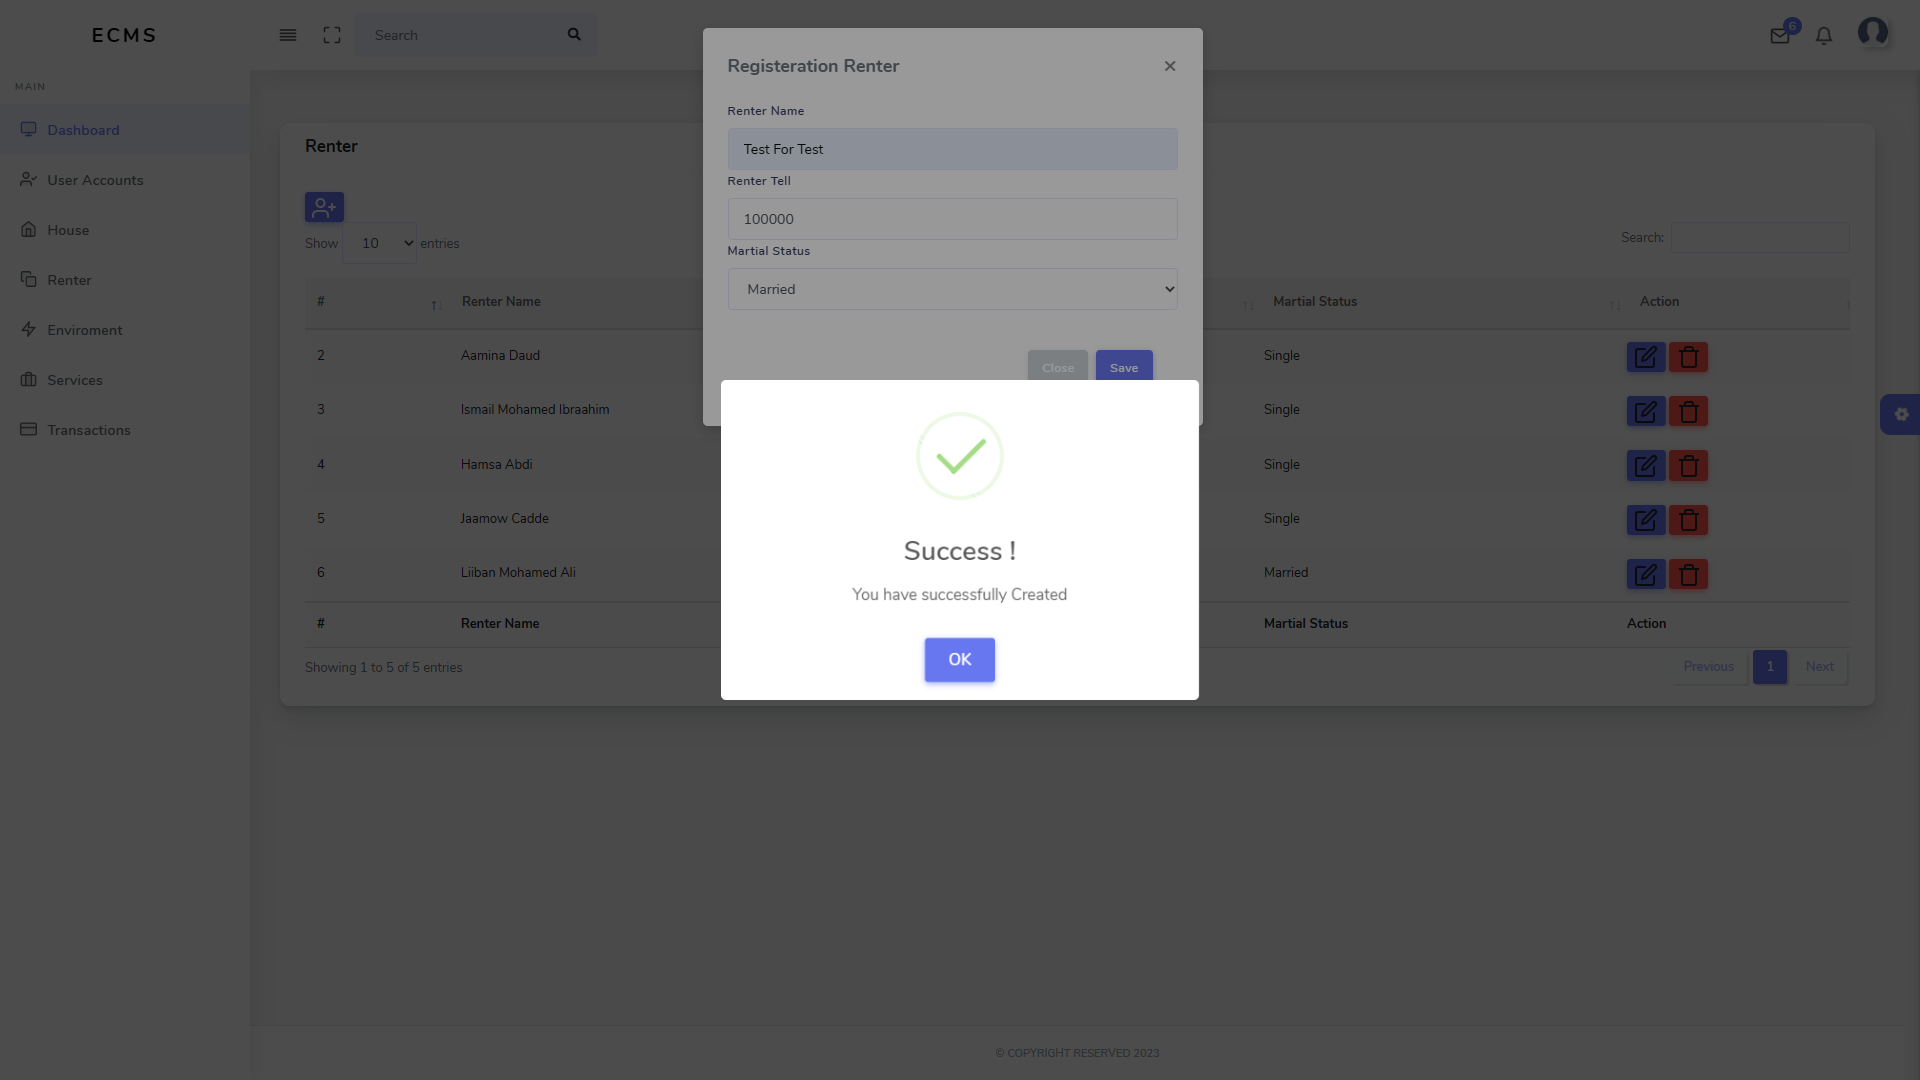 ECMS
Search
6
MAIN
Dashboard
User Accounts
House
Renter
Enviroment
Services
Transactions
Renter
Show 10 entries
Search:
# Renter Name Martial Status Action
2 Aamina Daud Single
3 Ismail Mohamed Ibraahim Single
4 Hamsa Abdi Single
5 Jaamow Cadde Single
6 Liiban Mohamed Ali Married
# Renter Name Martial Status Action
Showing 1 to 5 of 5 entries
Previous 1 Next
Registeration Renter
×
Renter Name
Test For Test
Renter Tell
100000
Martial Status
Married
Close Save
Success !
You have successfully Created
OK
© COPYRIGHT RESERVED 2023